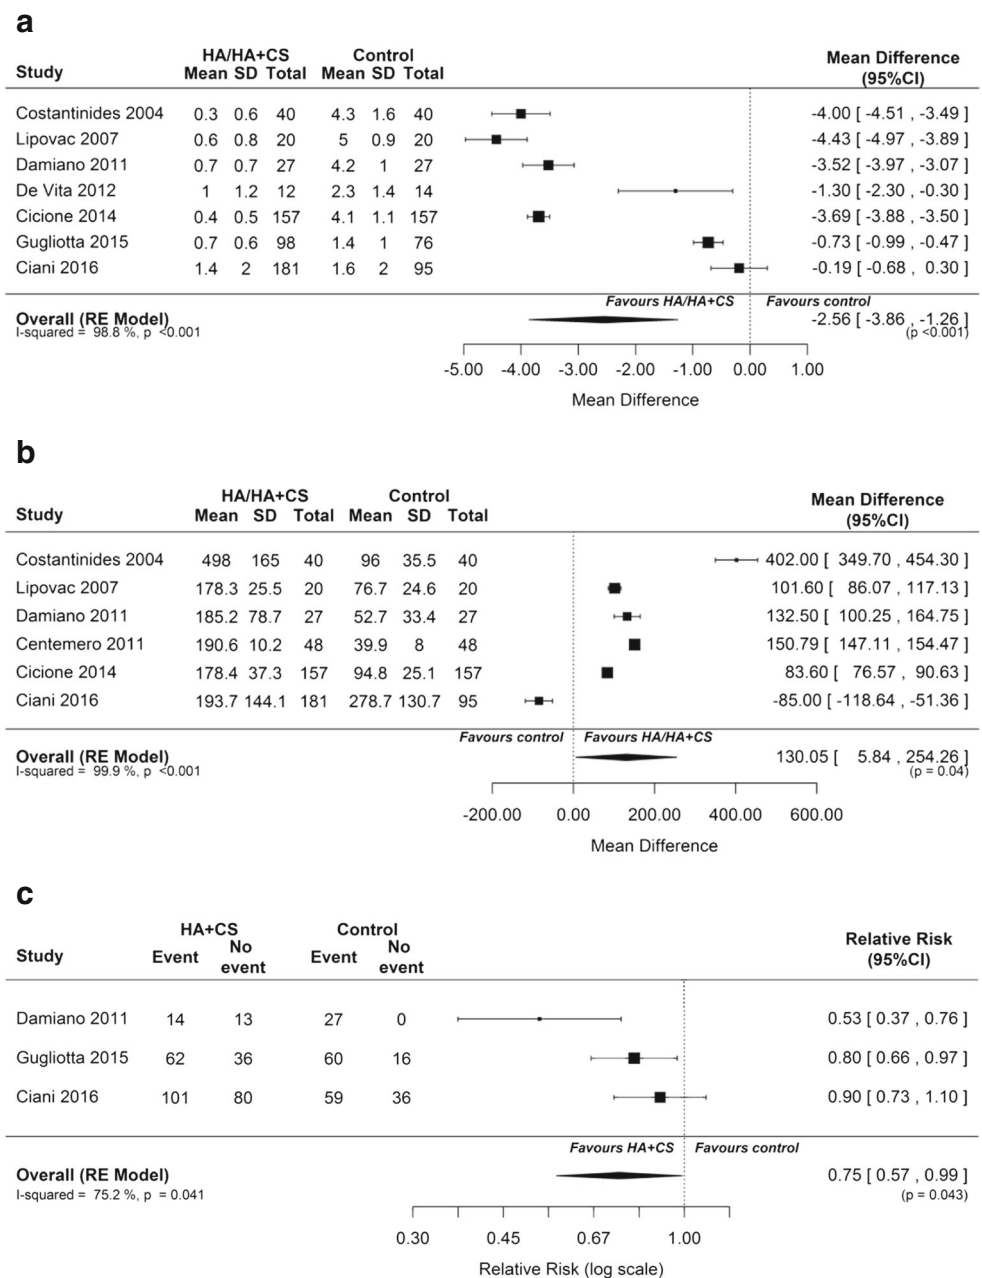 a
HA/HA+CS Control Mean Difference
Study Mean SD Total Mean SD Total (95%CI)
Costantinides 2004 0.3 0.6 40 4.3 1.6 40 -4.00 [ -4.51 , -3.49 ]
Lipovac 2007 0.6 0.8 20 5 0.9 20 -4.43 [ -4.97 , -3.89 ]
Damiano 2011 0.7 0.7 27 4.2 1 27 -3.52 [ -3.97 , -3.07 ]
De Vita 2012 1 1.2 12 2.3 1.4 14 -1.30 [ -2.30 , -0.30 ]
Cicione 2014 0.4 0.5 157 4.1 1.1 157 -3.69 [ -3.88 , -3.50 ]
Gugliotta 2015 0.7 0.6 98 1.4 1 76 -0.73 [ -0.99 , -0.47 ]
Ciani 2016 1.4 2 181 1.6 2 95 -0.19 [ -0.68 , 0.30 ]
Favours HA/HA+CS Favours control
Overall (RE Model) -2.56 [ -3.86 , -1.26 ]
I-squared = 98.8 %, p <0.001 (p <0.001)
-5.00 -4.00 -3.00 -2.00 -1.00 0.00 1.00
Mean Difference
b
HA/HA+CS Control Mean Difference
Study Mean SD Total Mean SD Total (95%CI)
Costantinides 2004 498 165 40 96 35.5 40 402.00 [ 349.70 , 454.30 ]
Lipovac 2007 178.3 25.5 20 76.7 24.6 20 101.60 [ 86.07 , 117.13 ]
Damiano 2011 185.2 78.7 27 52.7 33.4 27 132.50 [ 100.25 , 164.75 ]
Centemero 2011 190.6 10.2 48 39.9 8 48 150.79 [ 147.11 , 154.47 ]
Cicione 2014 178.4 37.3 157 94.8 25.1 157 83.60 [ 76.57 , 90.63 ]
Ciani 2016 193.7 144.1 181 278.7 130.7 95 -85.00 [ -118.64 , -51.36 ]
Favours control Favours HA/HA+CS
Overall (RE Model) 130.05 [ 5.84 , 254.26 ]
I-squared = 99.9 %, p <0.001 (p = 0.04)
-200.00 0.00 200.00 400.00 600.00
Mean Difference
c
HA+CS Control Relative Risk
Study Event No event Event No event (95%CI)
Damiano 2011 14 13 27 0 0.53 [ 0.37 , 0.76 ]
Gugliotta 2015 62 36 60 16 0.80 [ 0.66 , 0.97 ]
Ciani 2016 101 80 59 36 0.90 [ 0.73 , 1.10 ]
Favours HA+CS Favours control
Overall (RE Model) 0.75 [ 0.57 , 0.99 ]
I-squared = 75.2 %, p = 0.041 (p = 0.043)
0.30 0.45 0.67 1.00
Relative Risk (log scale)